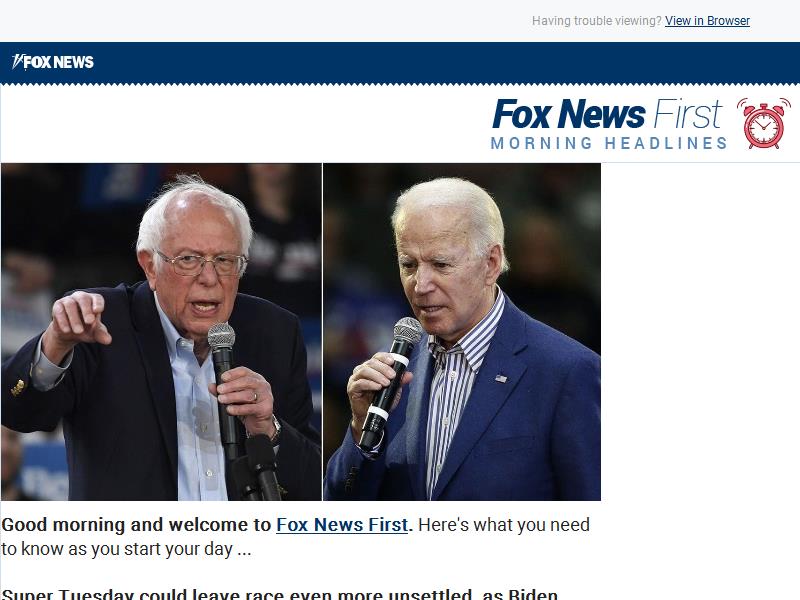 Having trouble viewing? View in Browser
FOX NEWS
Fox News First
MORNING HEADLINES
Good morning and welcome to Fox News First. Here's what you need
to know as you start your day ...
Super Tuesday could leave race even more unsettled, as Biden